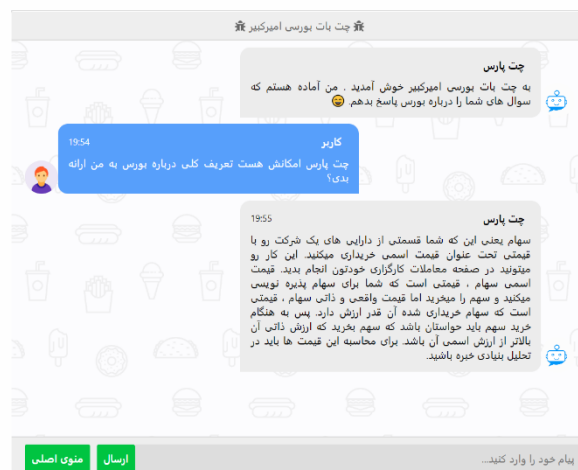 چت بات بورسی امیرکبیر
چت پارس
به چت بات بورسی امیرکبیر خوش آمدید . من آماده هستم که
سوال های شما را درباره بورس پاسخ بدهم. 😄
کاربر
19:54
چت پارس امکانش هست تعریف کلی درباره بورس به من ارائه
بدی؟
چت پارس
19:55
سهام یعنی این که شما قسمتی از دارایی های یک شرکت رو با
قیمتی تحت عنوان قیمت اسمی خریداری میکنید. این کار رو
میتونید در صفحه معاملات کارگزاری خودتون انجام بدید. قیمت
اسمی سهام ، قیمتی است که شما برای سهام پذیره نویسی
میکنید و سهم را میخرید اما قیمت واقعی و ذاتی سهام ، قیمتی
است که سهام خریداری شده آن قدر ارزش دارد. پس به هنگام
خرید سهم باید حواستان باشد که سهم بخرید که ارزش ذاتی آن
بالاتر از ارزش اسمی آن باشد. برای محاسبه این قیمت ها باید در
تحلیل بنیادی خبره باشید.
پیام خود را وارد کنید...
ارسال
منوی اصلی